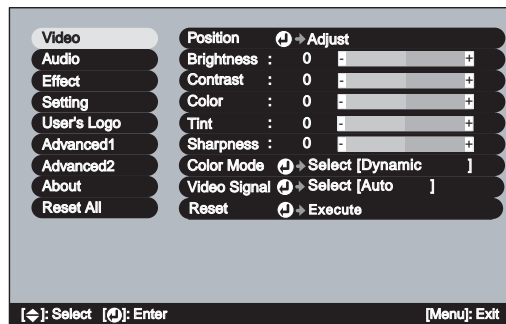 Video
Audio
Effect
Setting
User's Logo
Advanced1
Advanced2
About
Reset All
Position Adjust
Brightness : 0 - +
Contrast : 0 - +
Color : 0 - +
Tint : 0 - +
Sharpness : 0 - +
Color Mode Select [Dynamic ]
Video Signal Select [Auto ]
Reset Execute
[ ]: Select [ ]: Enter [Menu]: Exit